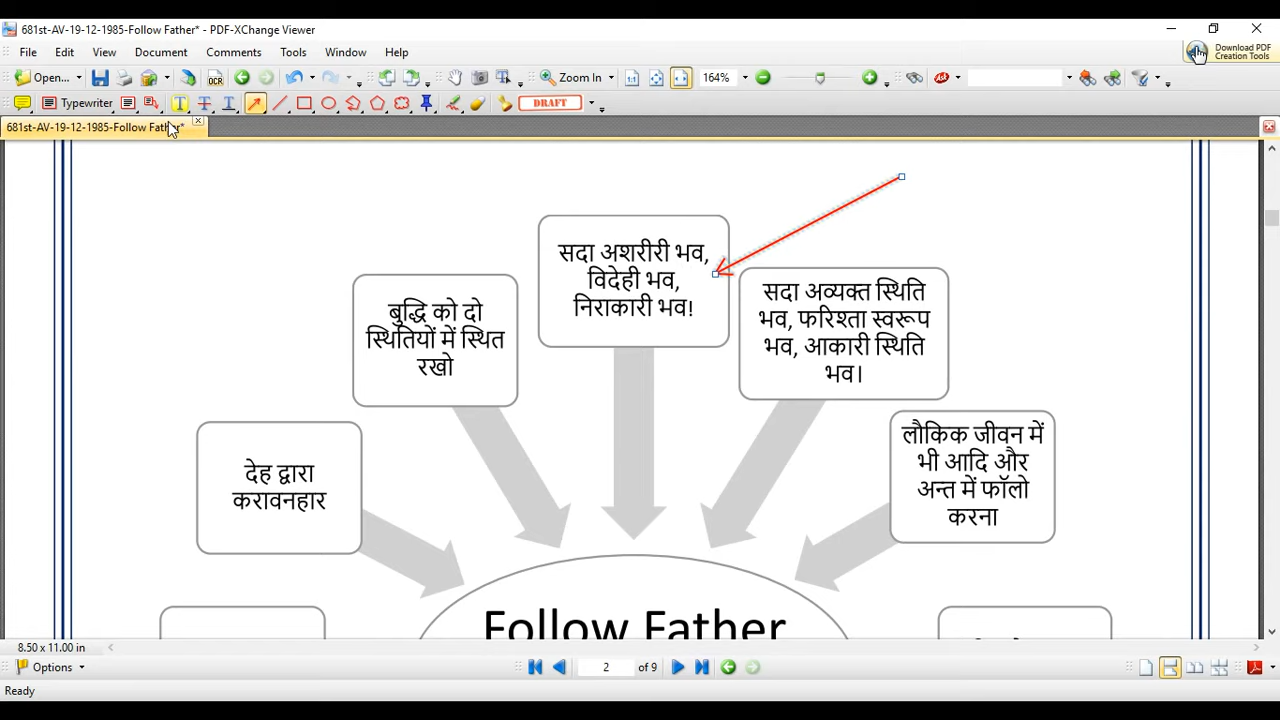 681st-AV-19-12-1985-Follow Father* - PDF-XChange Viewer
File Edit View Document Comments Tools Window Help
Download PDF
Creation Tools
Open... OCR Zoom In 164%
Typewriter DRAFT
681st-AV-19-12-1985-Follow Father*
सदा अशरीरी भव,
विदेही भव,
निराकारी भव!
सदा अव्यक्त स्थिति
भव, फरिश्ता स्वरूप
भव, आकारी स्थिति
भव।
बुद्धि को दो
स्थितियों में स्थित
रखो
लौकिक जीवन में
भी आदि और
अन्त में फॉलो
करना
देह द्वारा
करावनहार
Follow Father
8.50 x 11.00 in
Options 2 of 9
Ready